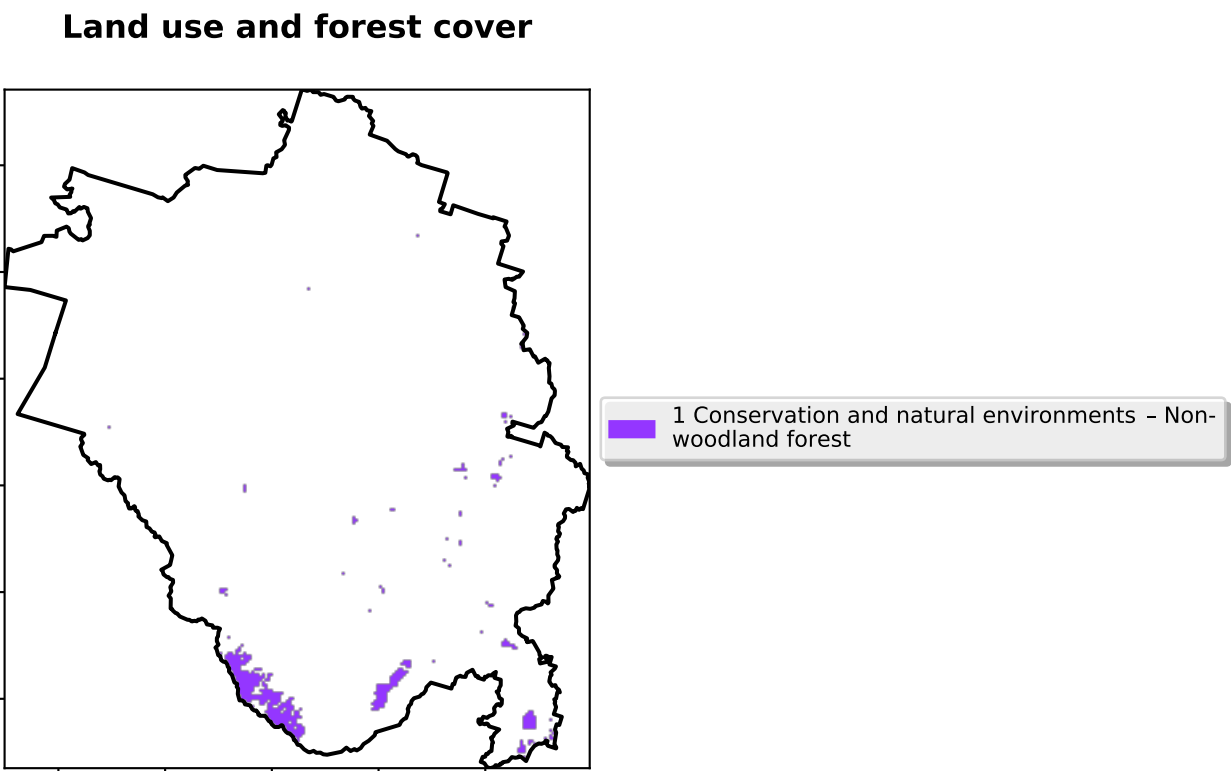 Land use and forest cover
1 Conservation and natural environments – Non-
woodland forest